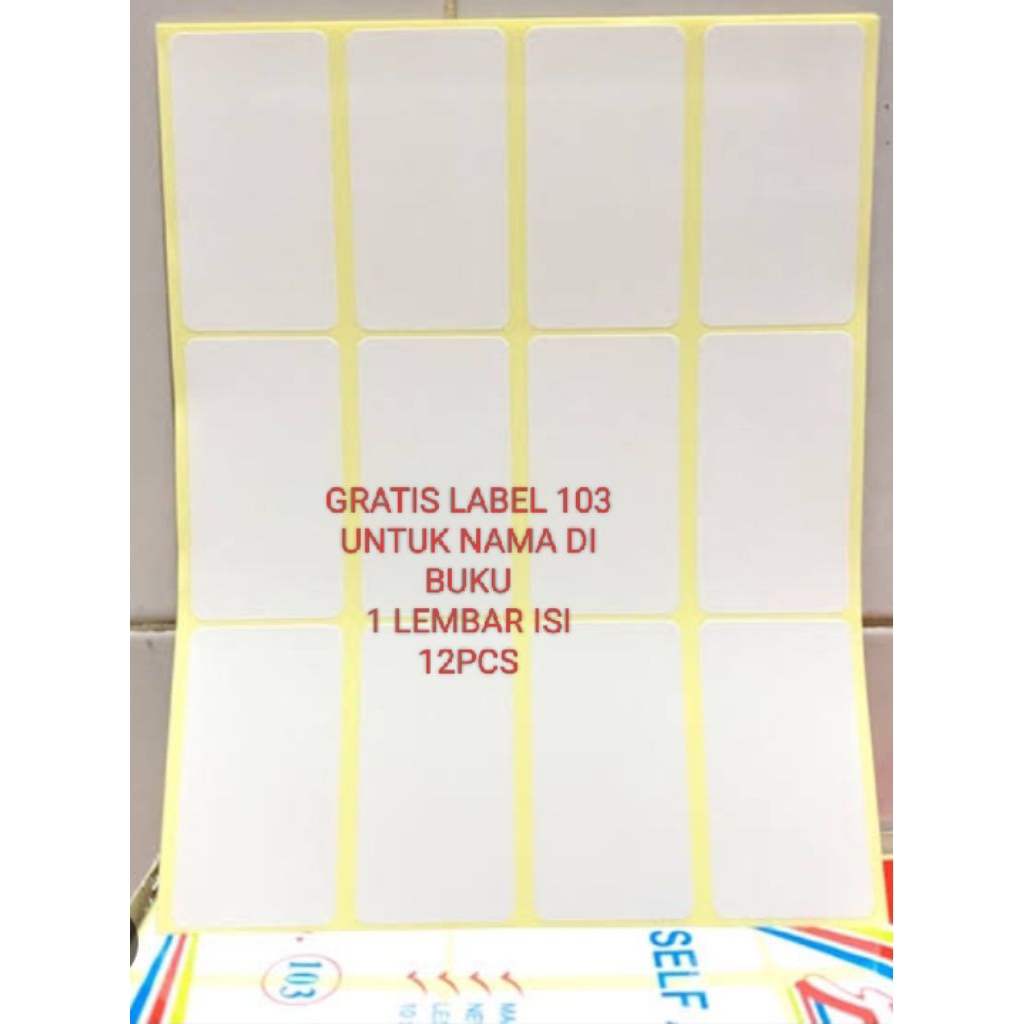 GRATIS LABEL 103
UNTUK NAMA DI
BUKU
1 LEMBAR ISI
12PCS
103
SELF